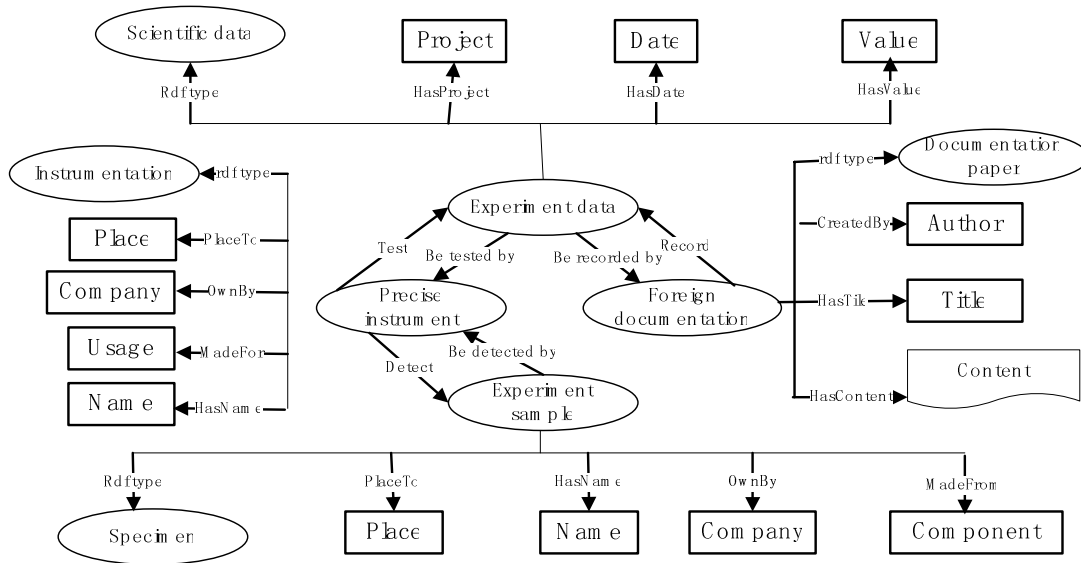 Scientific data
Project
Date
Value
Rdftype
HasProject
HasDate
HasValue
Instrumentation
rdftype
Place
PlaceTo
Company
OwnBy
Usage
MadeFor
Name
HasName
Experiment data
Test
Be tested by
Be recorded by
Record
Precise
instrument
Foreign
documentation
Detect
Be detected by
Experiment
sample
rdftype
Documentation
paper
CreatedBy
Author
HasTile
Title
HasContent
Content
Rdftype
PlaceTo
HasName
OwnBy
MadeFrom
Specimen
Place
Name
Company
Component